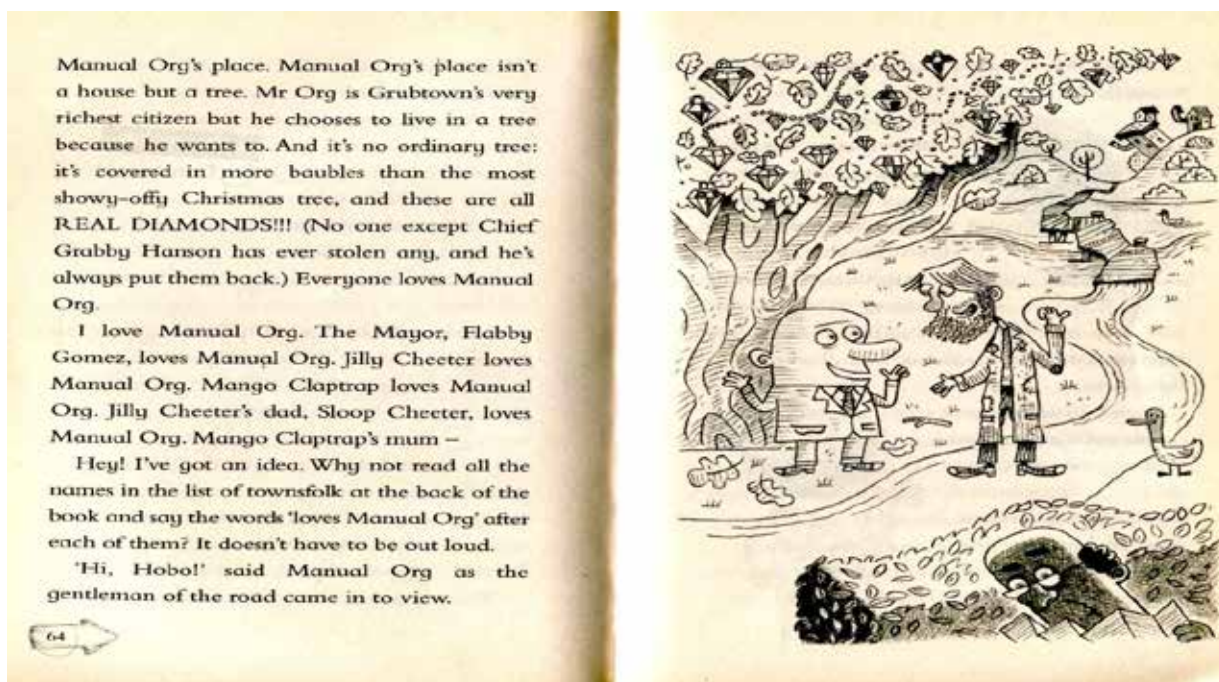 Manual Org's place. Manual Org's place isn't
a house but a tree. Mr Org is Grubtown's very
richest citizen but he chooses to live in a tree
because he wants to. And it's no ordinary tree:
it's covered in more baubles than the most
showy-offy Christmas tree, and these are all
REAL DIAMONDS!!! (No one except Chief
Grabby Hanson has ever stolen any, and he's
always put them back.) Everyone loves Manual
Org.
I love Manual Org. The Mayor, Flabby
Gomez, loves Manual Org. Jilly Cheeter loves
Manual Org. Mango Claptrap loves Manual
Org. Jilly Cheeter's dad, Sloop Cheeter, loves
Manual Org. Mango Claptrap's mum –
Hey! I've got an idea. Why not read all the
names in the list of townsfolk at the back of the
book and say the words 'loves Manual Org' after
each of them? It doesn't have to be out loud.
'Hi, Hobo!' said Manual Org as the
gentleman of the road came in to view.
64